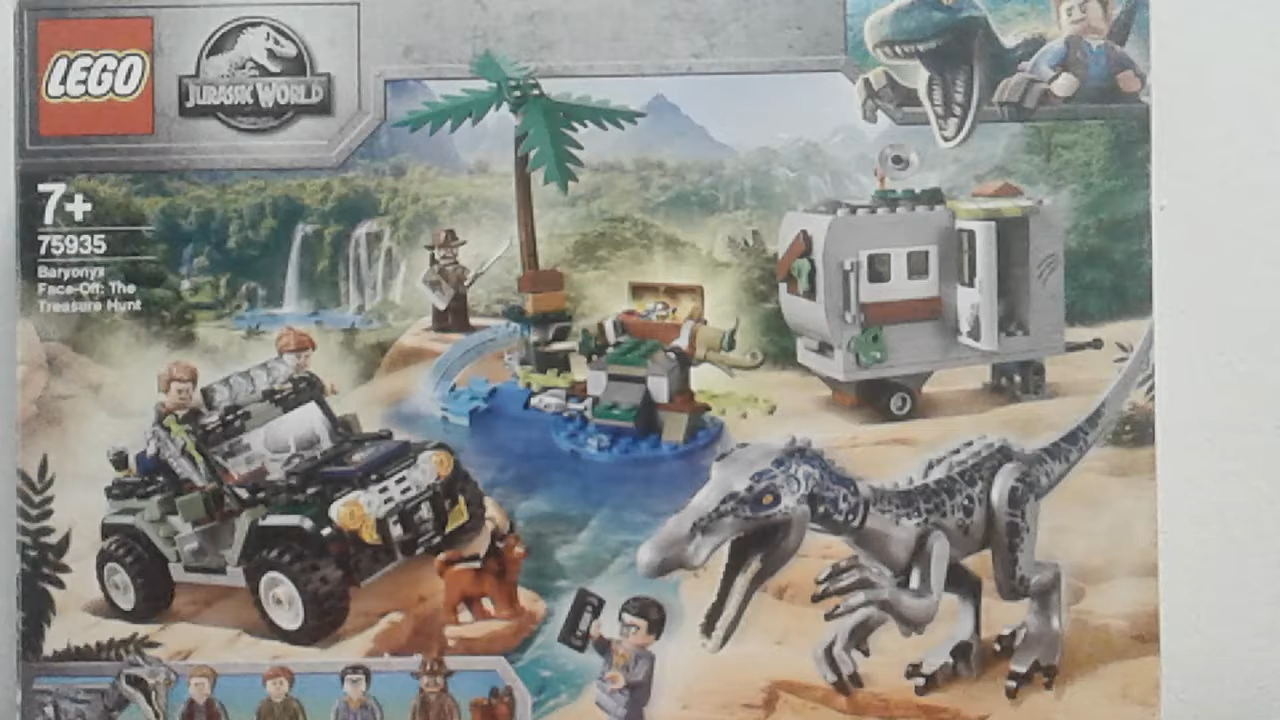 LEGO
JURASSIC WORLD
7+
75935
Baryonyx
Face-Off: The
Treasure Hunt